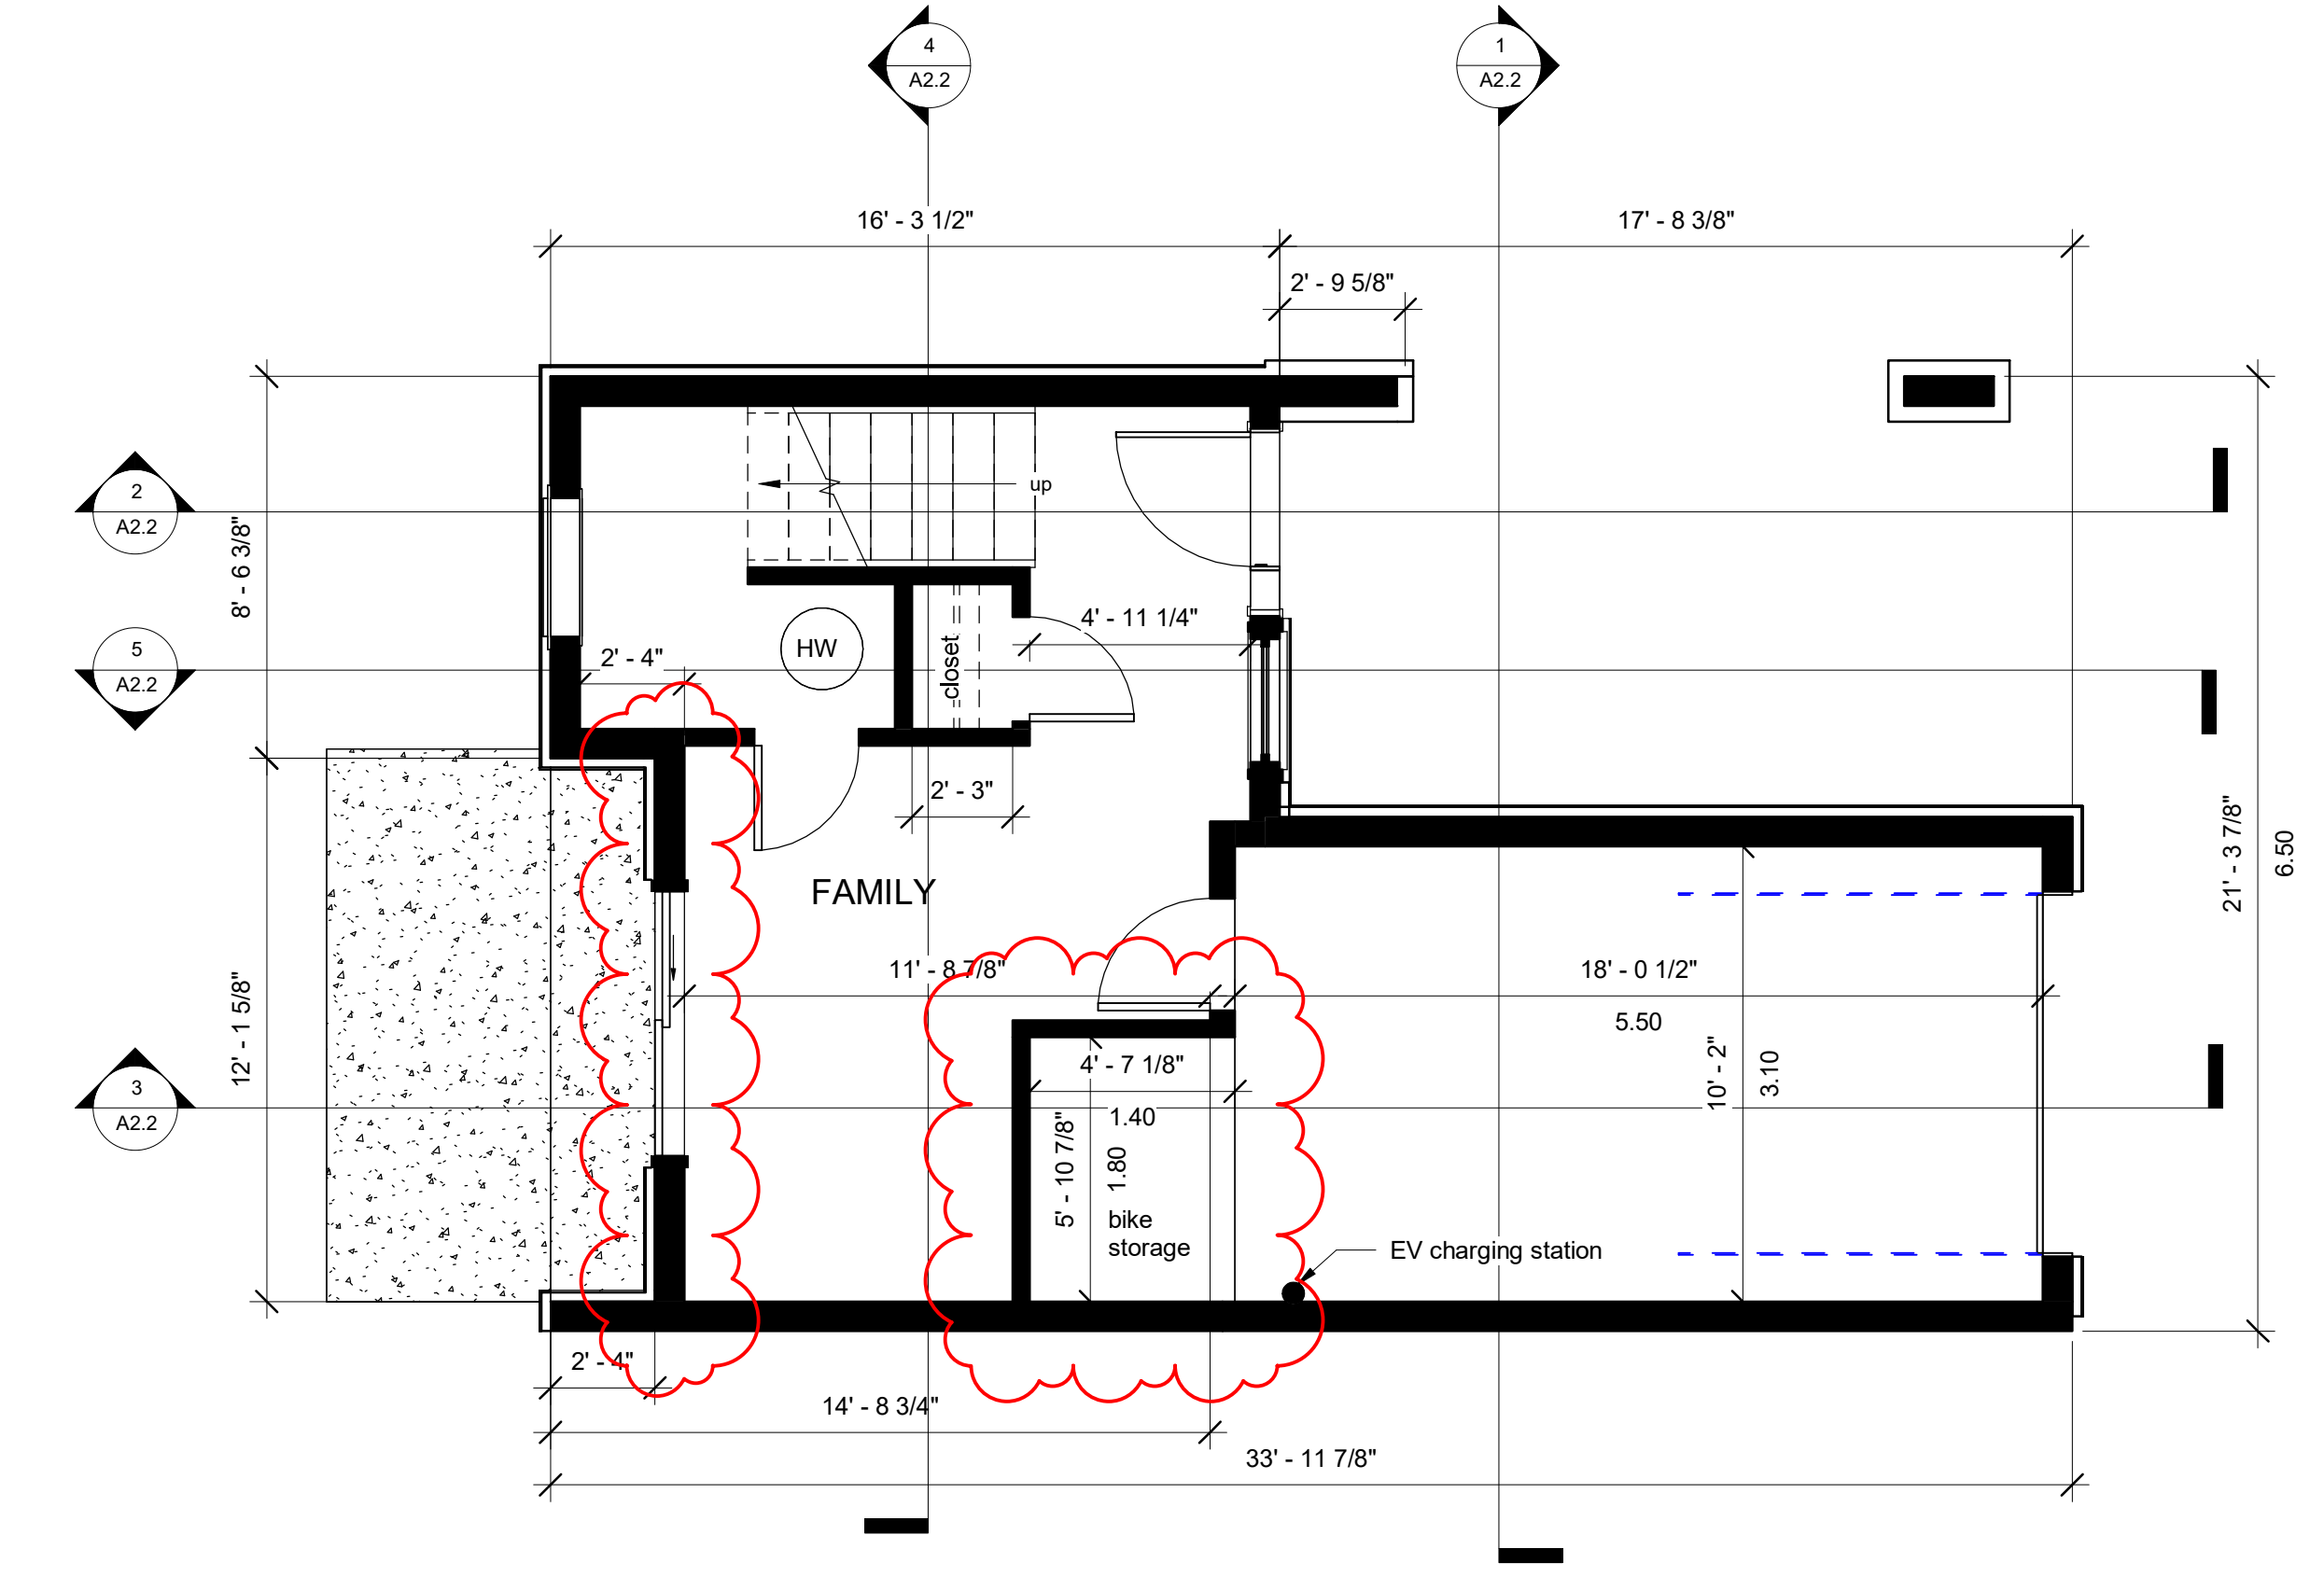 4
A2.2
1
A2.2
16' - 3 1/2"
17' - 8 3/8"
2' - 9 5/8"
2
A2.2
up
8' - 6 3/8"
4' - 11 1/4"
5
A2.2
2' - 4"
HW
closet
2' - 3"
21' - 3 7/8"
6.50
FAMILY
11' - 8 7/8"
18' - 0 1/2"
5.50
12' - 1 5/8"
4' - 7 1/8"
1.40
10' - 2"
3.10
3
A2.2
5' - 10 7/8"
1.80
bike
storage
EV charging station
2' - 4"
14' - 8 3/4"
33' - 11 7/8"